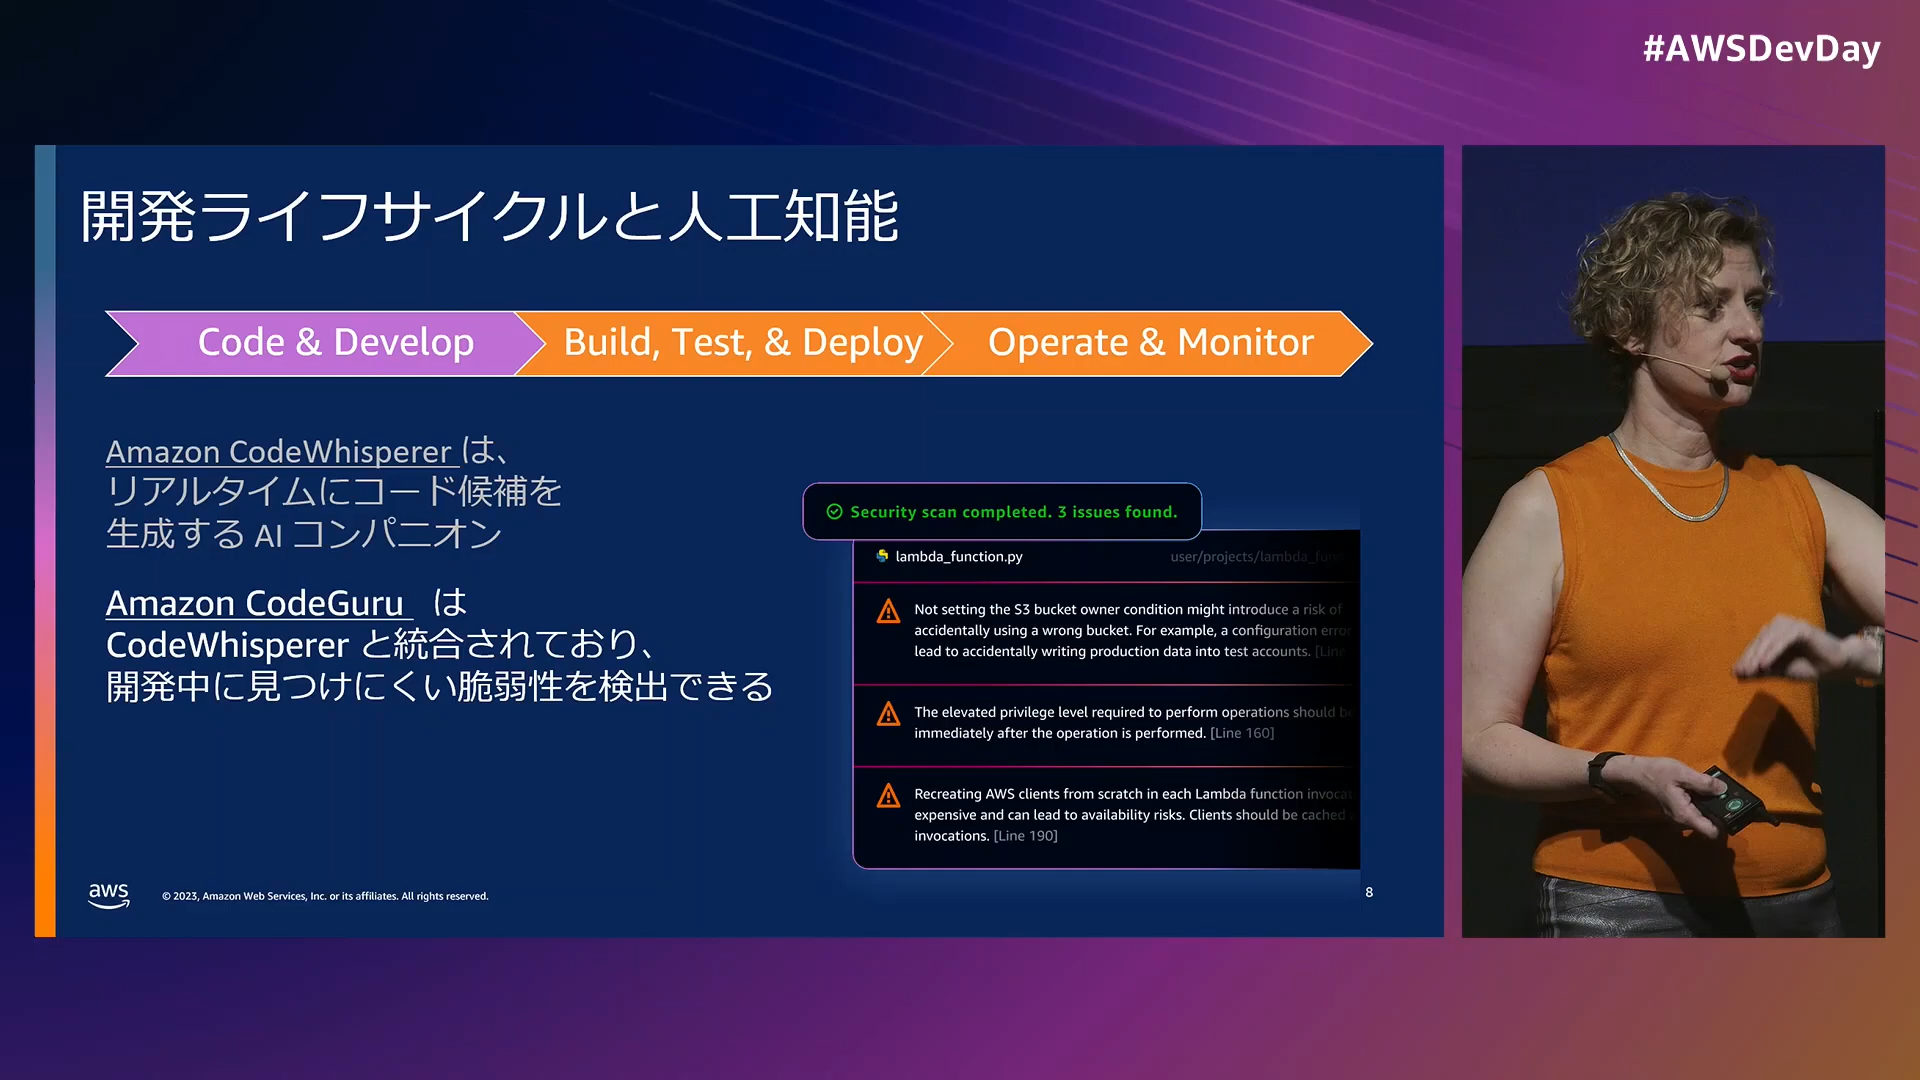 #AWSDevDay
開発ライフサイクルと人工知能
Code & Develop
Build, Test, & Deploy
Operate & Monitor
Amazon CodeWhisperer は、
リアルタイムにコード候補を
生成する AI コンパニオン
Amazon CodeGuru は
CodeWhisperer と統合されており、
開発中に見つけにくい脆弱性を検出できる
Security scan completed. 3 issues found.
lambda_function.py
user/projects/lambda_fun
Not setting the S3 bucket owner condition might introduce a risk of
accidentally using a wrong bucket. For example, a configuration error
lead to accidentally writing production data into test accounts. [Line
The elevated privilege level required to perform operations should be
immediately after the operation is performed. [Line 160]
Recreating AWS clients from scratch in each Lambda function invocat
expensive and can lead to availability risks. Clients should be cached
invocations. [Line 190]
aws
© 2023, Amazon Web Services, Inc. or its affiliates. All rights reserved.
8